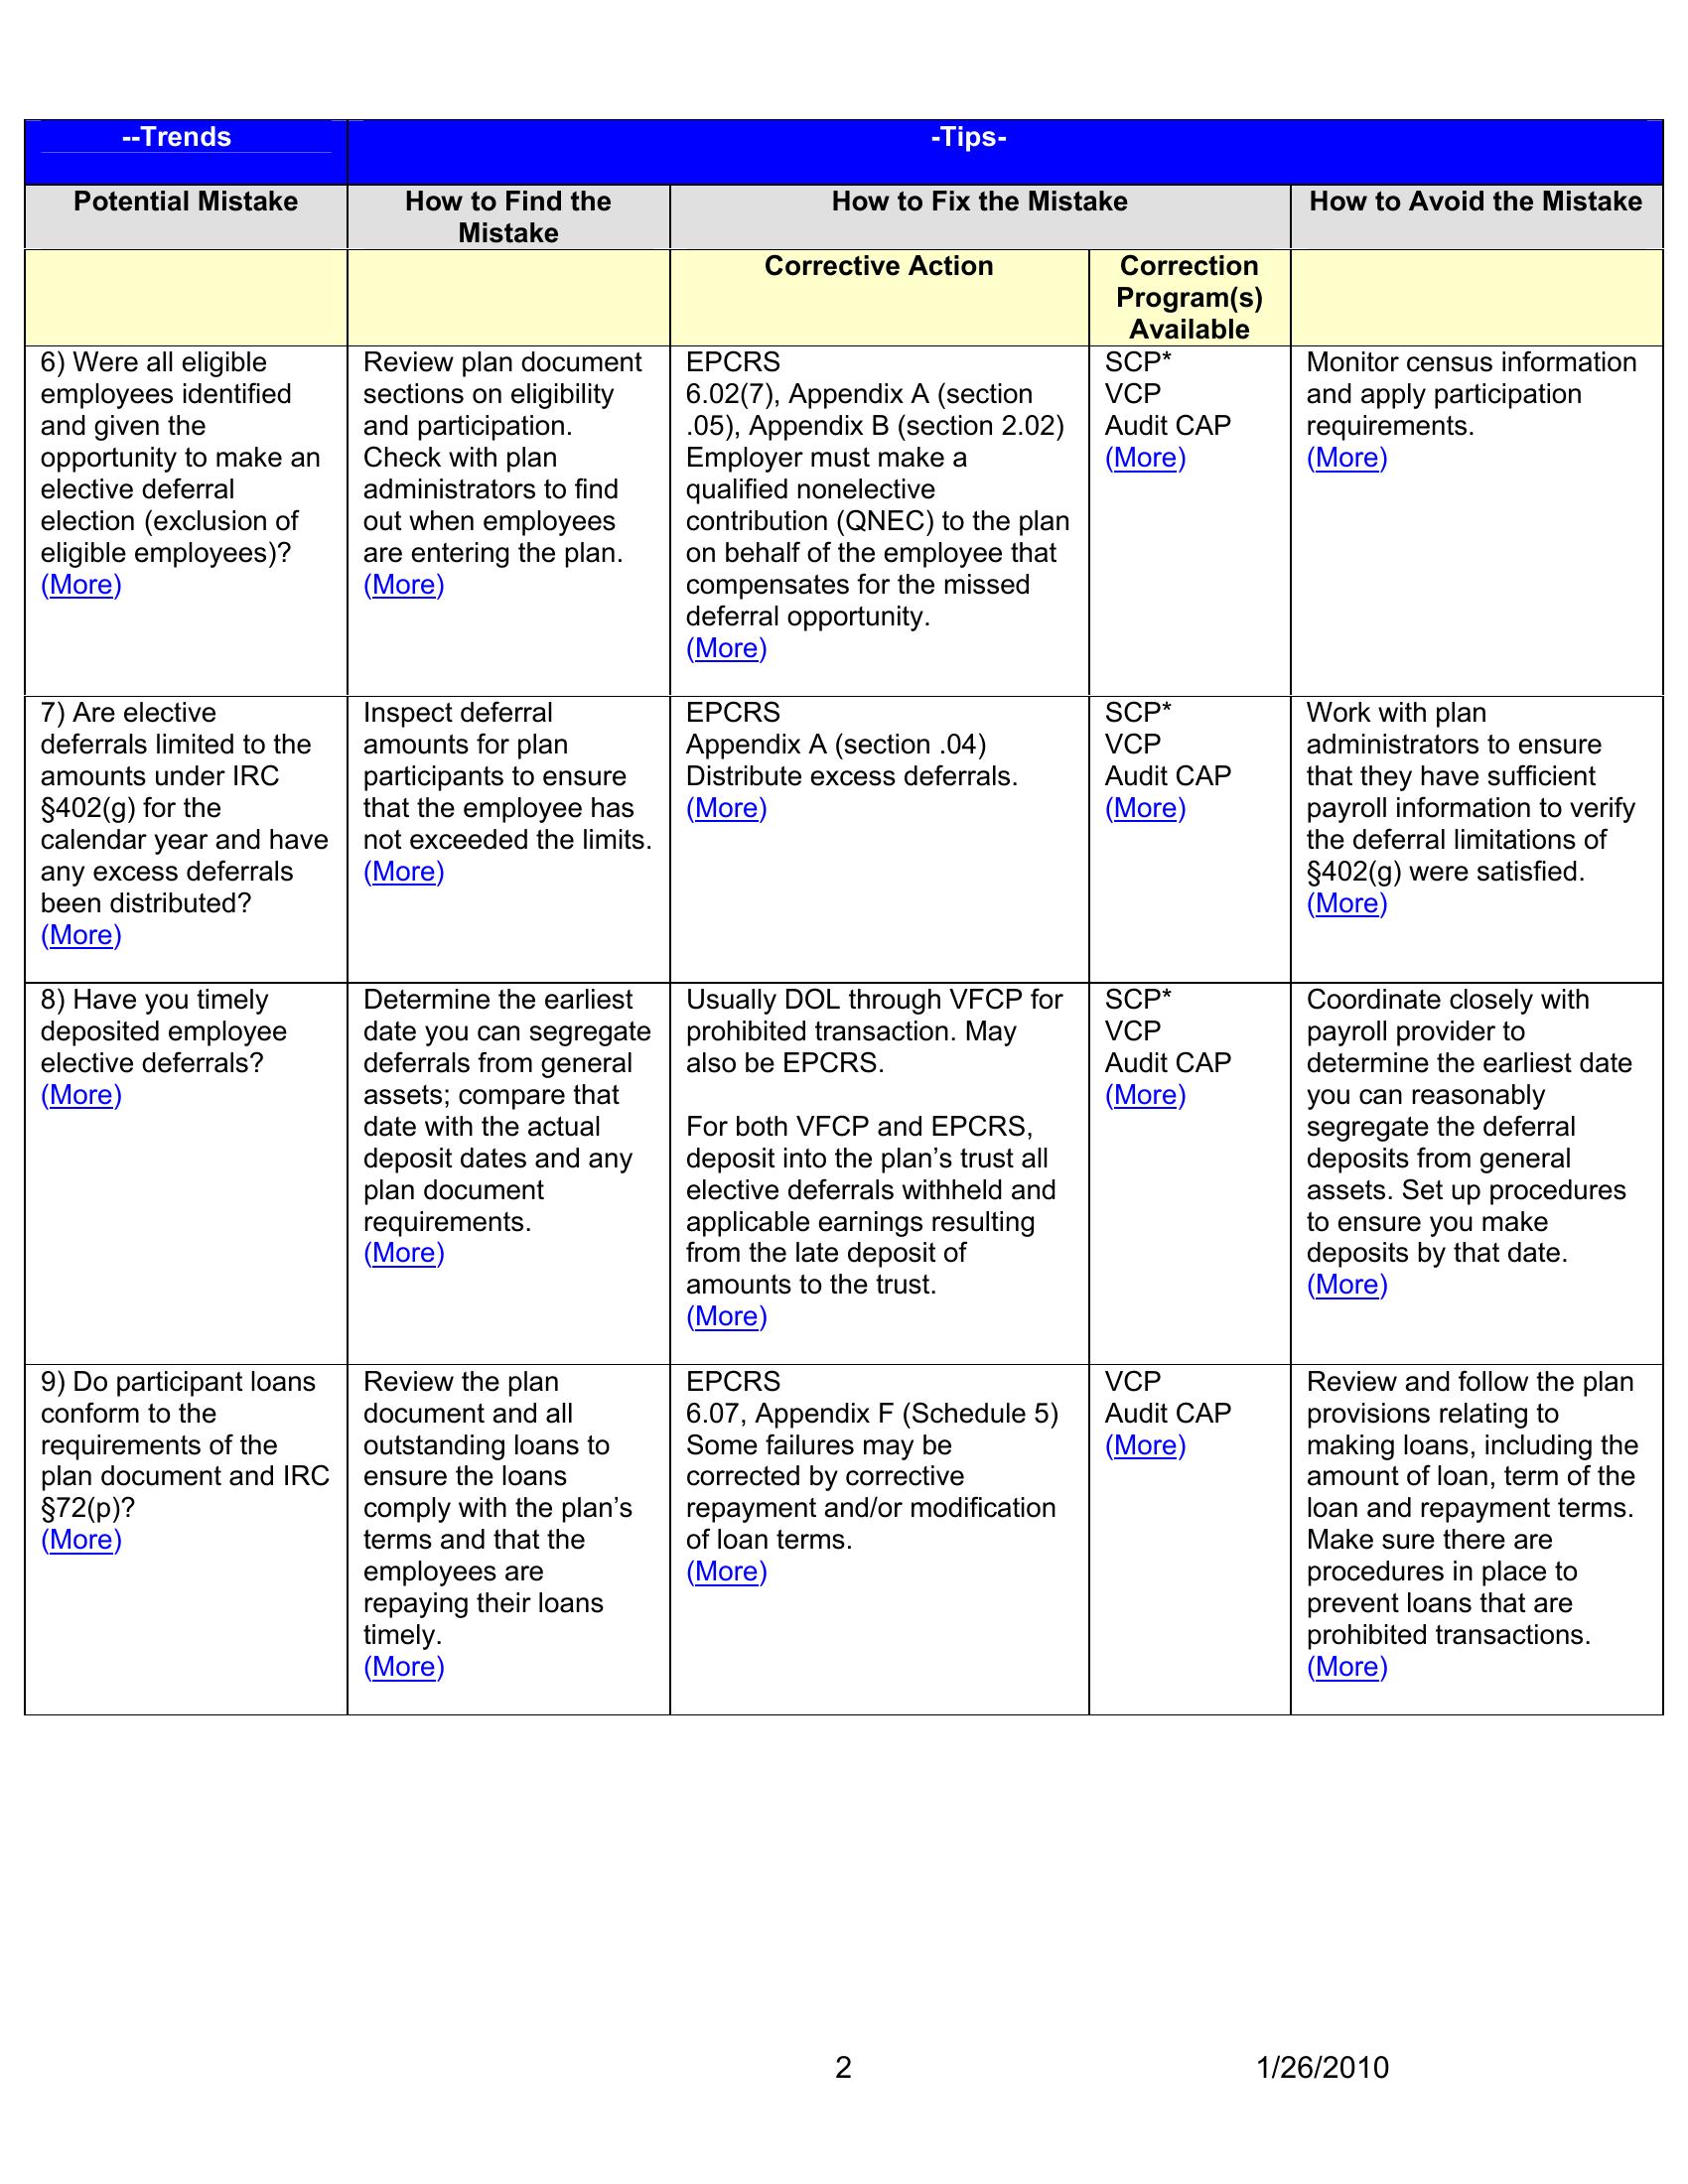 --Trends
-Tips-
Potential Mistake
How to Find the
Mistake
How to Fix the Mistake
How to Avoid the Mistake
Corrective Action
Correction
Program(s)
Available
6) Were all eligible
employees identified
and given the
opportunity to make an
elective deferral
election (exclusion of
eligible employees)?
(More)
Review plan document
sections on eligibility
and participation.
Check with plan
administrators to find
out when employees
are entering the plan.
(More)
EPCRS
6.02(7), Appendix A (section
.05), Appendix B (section 2.02)
Employer must make a
qualified nonelective
contribution (QNEC) to the plan
on behalf of the employee that
compensates for the missed
deferral opportunity.
(More)
SCP*
VCP
Audit CAP
(More)
Monitor census information
and apply participation
requirements.
(More)
7) Are elective
deferrals limited to the
amounts under IRC
§402(g) for the
calendar year and have
any excess deferrals
been distributed?
(More)
Inspect deferral
amounts for plan
participants to ensure
that the employee has
not exceeded the limits.
(More)
EPCRS
Appendix A (section .04)
Distribute excess deferrals.
(More)
SCP*
VCP
Audit CAP
(More)
Work with plan
administrators to ensure
that they have sufficient
payroll information to verify
the deferral limitations of
§402(g) were satisfied.
(More)
8) Have you timely
deposited employee
elective deferrals?
(More)
Determine the earliest
date you can segregate
deferrals from general
assets; compare that
date with the actual
deposit dates and any
plan document
requirements.
(More)
Usually DOL through VFCP for
prohibited transaction. May
also be EPCRS.
For both VFCP and EPCRS,
deposit into the plan’s trust all
elective deferrals withheld and
applicable earnings resulting
from the late deposit of
amounts to the trust.
(More)
SCP*
VCP
Audit CAP
(More)
Coordinate closely with
payroll provider to
determine the earliest date
you can reasonably
segregate the deferral
deposits from general
assets. Set up procedures
to ensure you make
deposits by that date.
(More)
9) Do participant loans
conform to the
requirements of the
plan document and IRC
§72(p)?
(More)
Review the plan
document and all
outstanding loans to
ensure the loans
comply with the plan’s
terms and that the
employees are
repaying their loans
timely.
(More)
EPCRS
6.07, Appendix F (Schedule 5)
Some failures may be
corrected by corrective
repayment and/or modification
of loan terms.
(More)
VCP
Audit CAP
(More)
Review and follow the plan
provisions relating to
making loans, including the
amount of loan, term of the
loan and repayment terms.
Make sure there are
procedures in place to
prevent loans that are
prohibited transactions.
(More)
2
1/26/2010